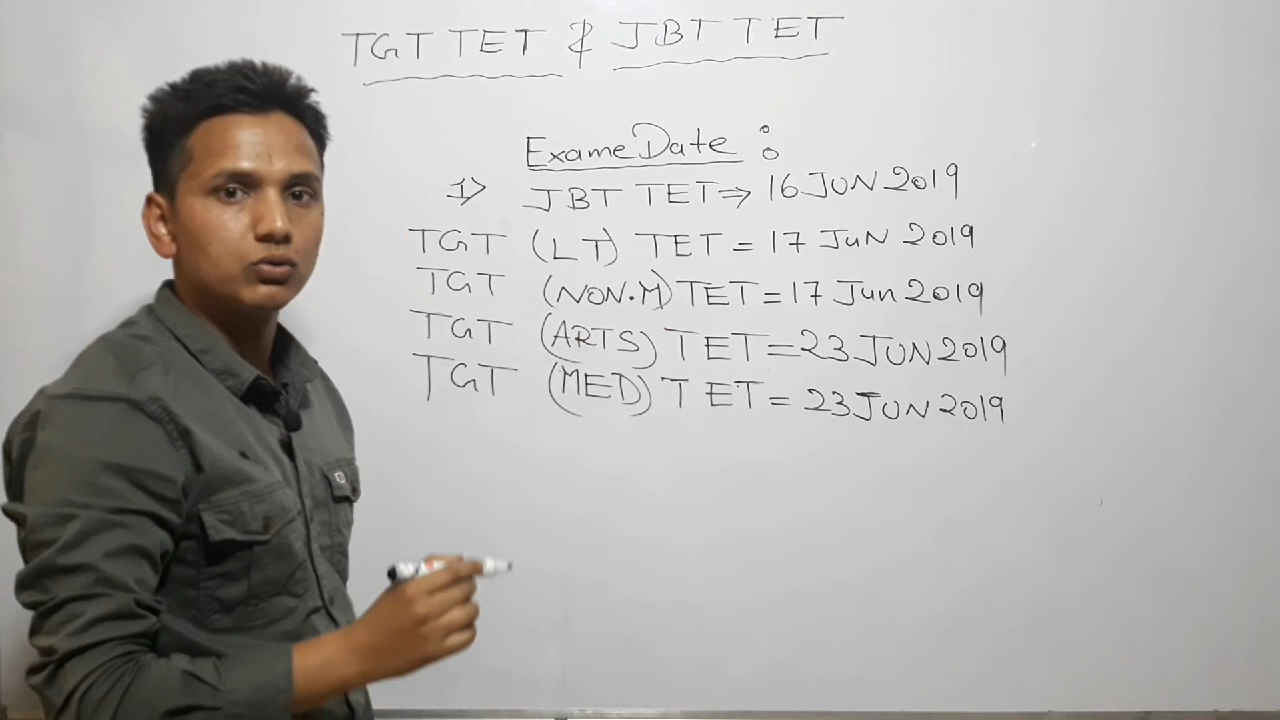 TGT TET & JBT TET
Exame Date :
1> JBT TET ⇒ 16 JUN 2019
TGT (LT) TET = 17 JuN 2019
TGT (NON.M) TET = 17 Jun 2019
TGT (ARTS) TET = 23 JUN 2019
TGT (MED) TET = 23 JUN 2019